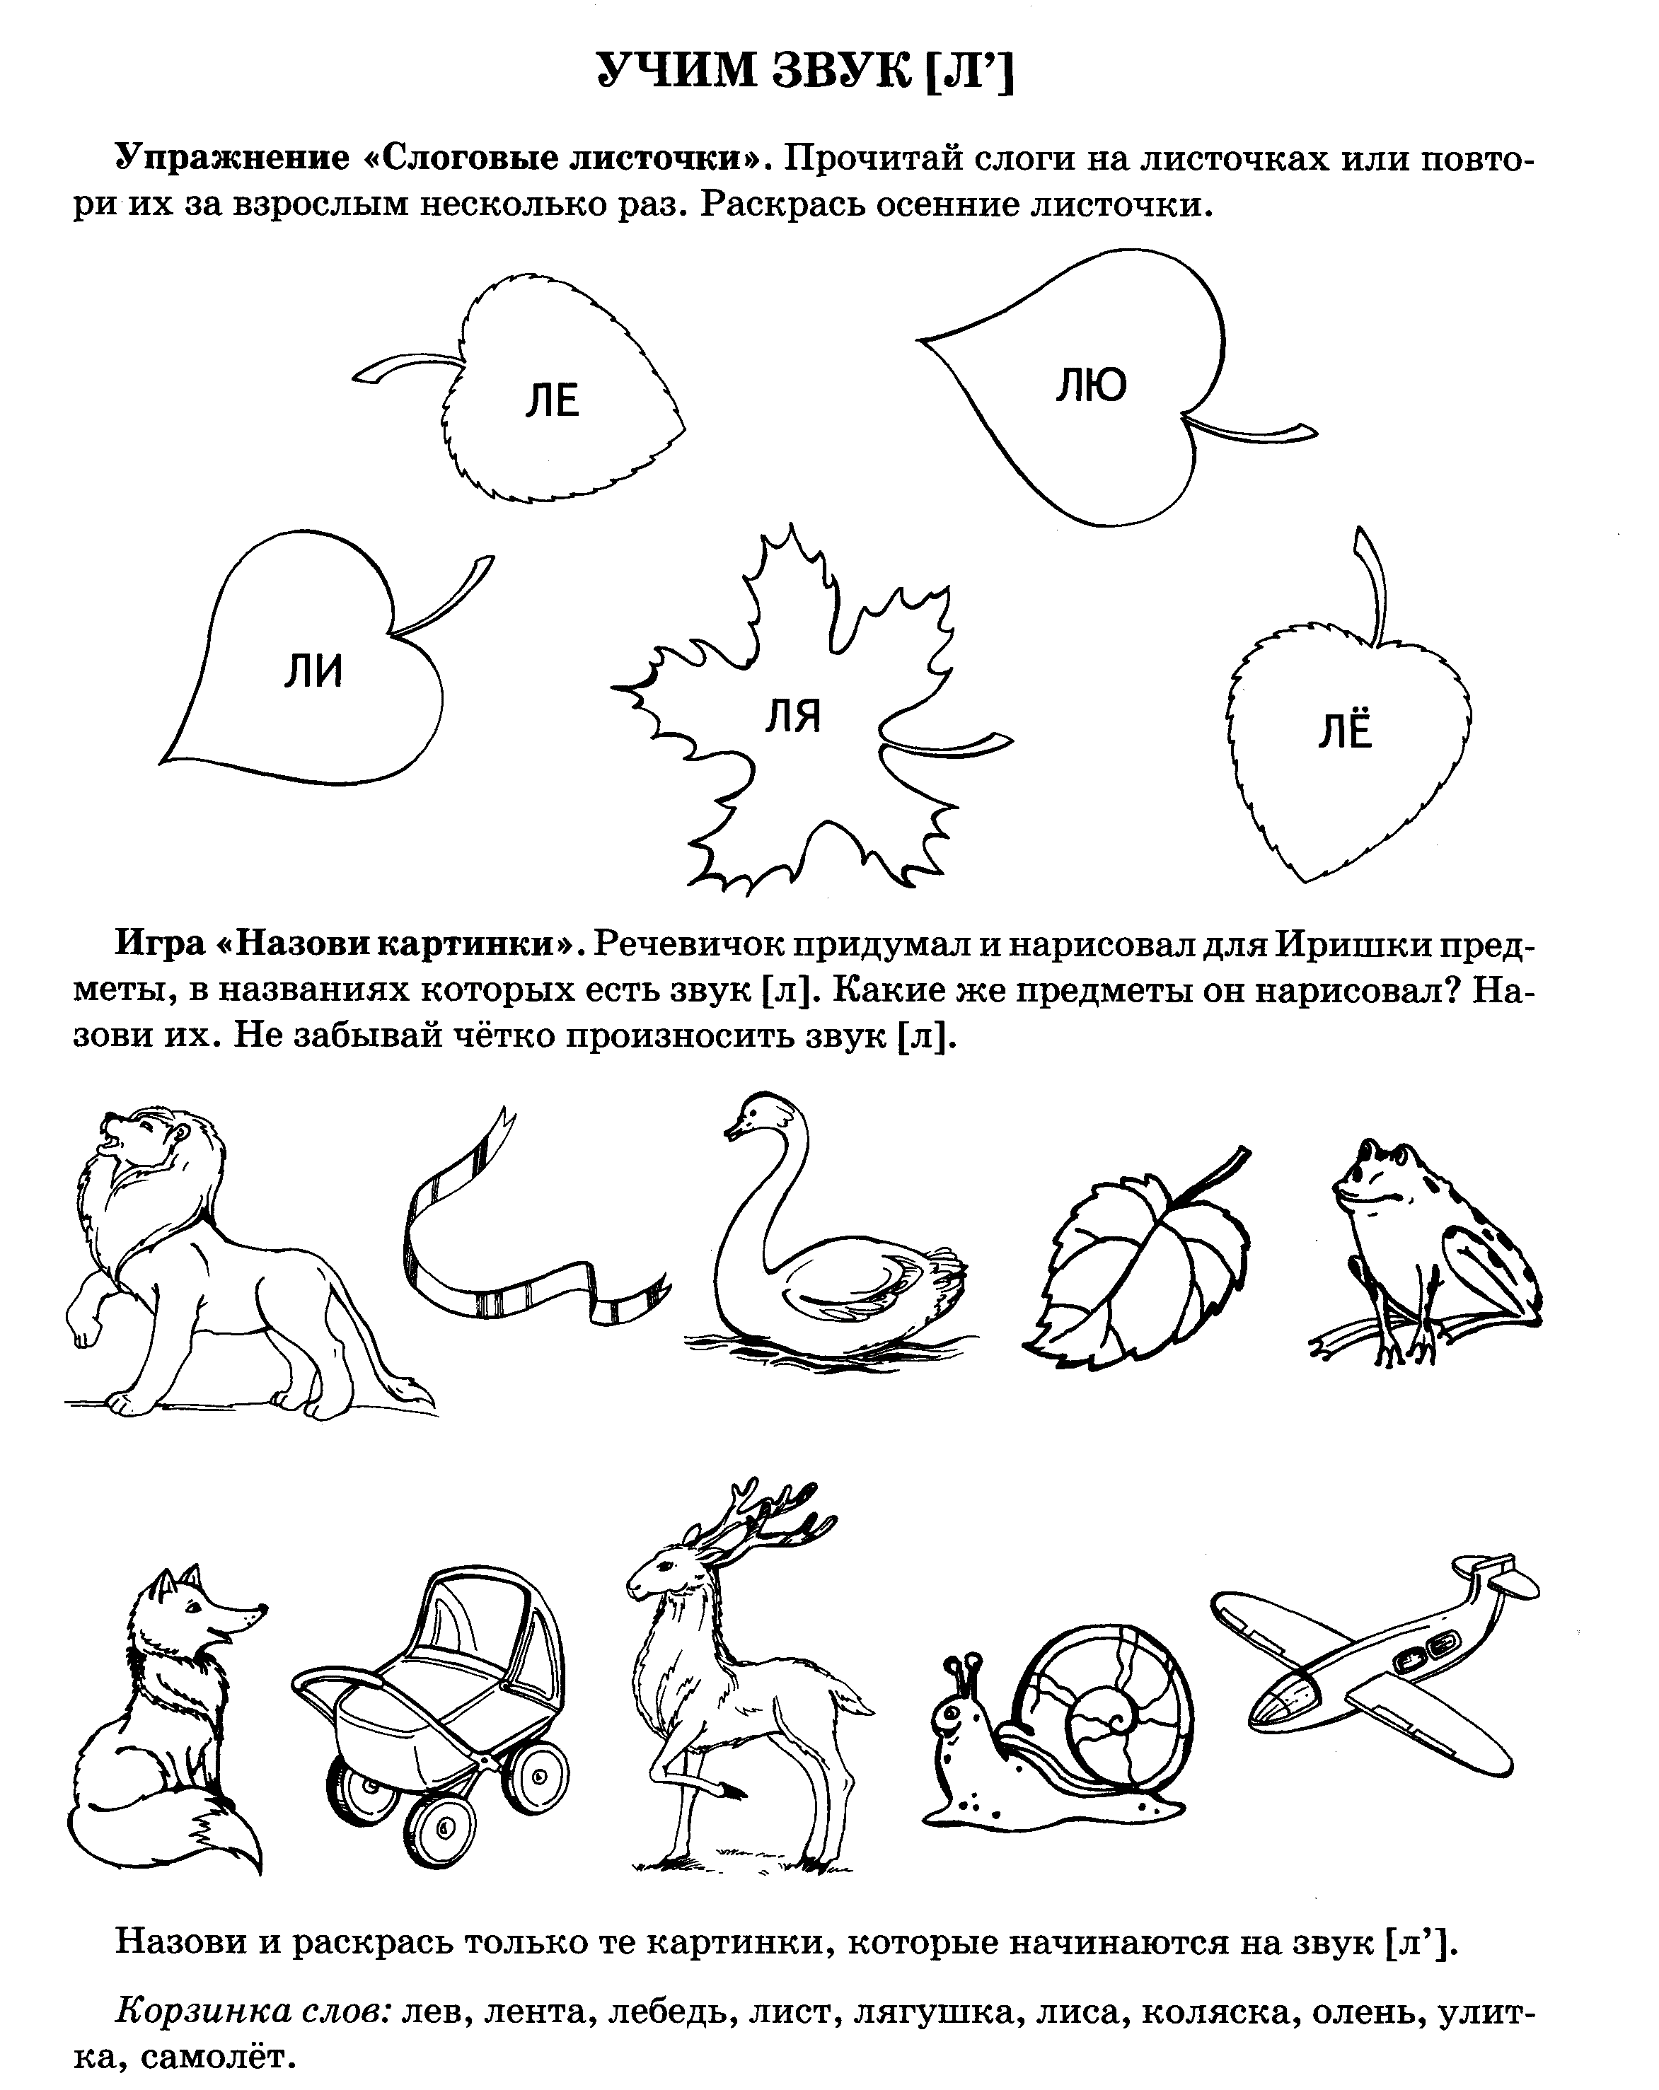 УЧИМ ЗВУК [Л’]
Упражнение «Слоговые листочки». Прочитай слоги на листочках или повто-
ри их за взрослым несколько раз. Раскрась осенние листочки.
ЛЕ
ЛЮ
ЛИ
ЛЯ
ЛЁ
Игра «Назови картинки». Речевичок придумал и нарисовал для Иришки пред-
меты, в названиях которых есть звук [л]. Какие же предметы он нарисовал? На-
зови их. Не забывай чётко произносить звук [л].
Назови и раскрась только те картинки, которые начинаются на звук [л’].
Корзинка слов: лев, лента, лебедь, лист, лягушка, лиса, коляска, олень, улит-
ка, самолёт.